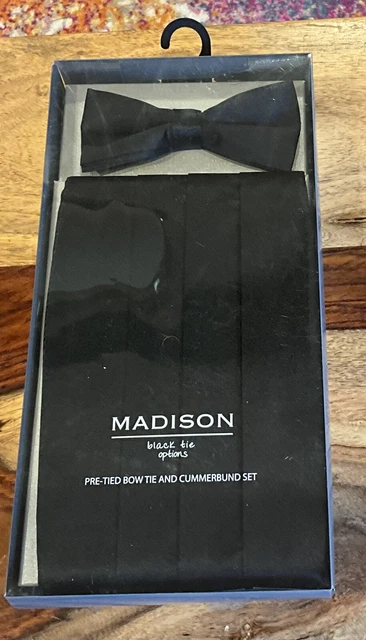 MADISON
black tie
options
PRE-TIED BOW TIE AND CUMMERBUND SET